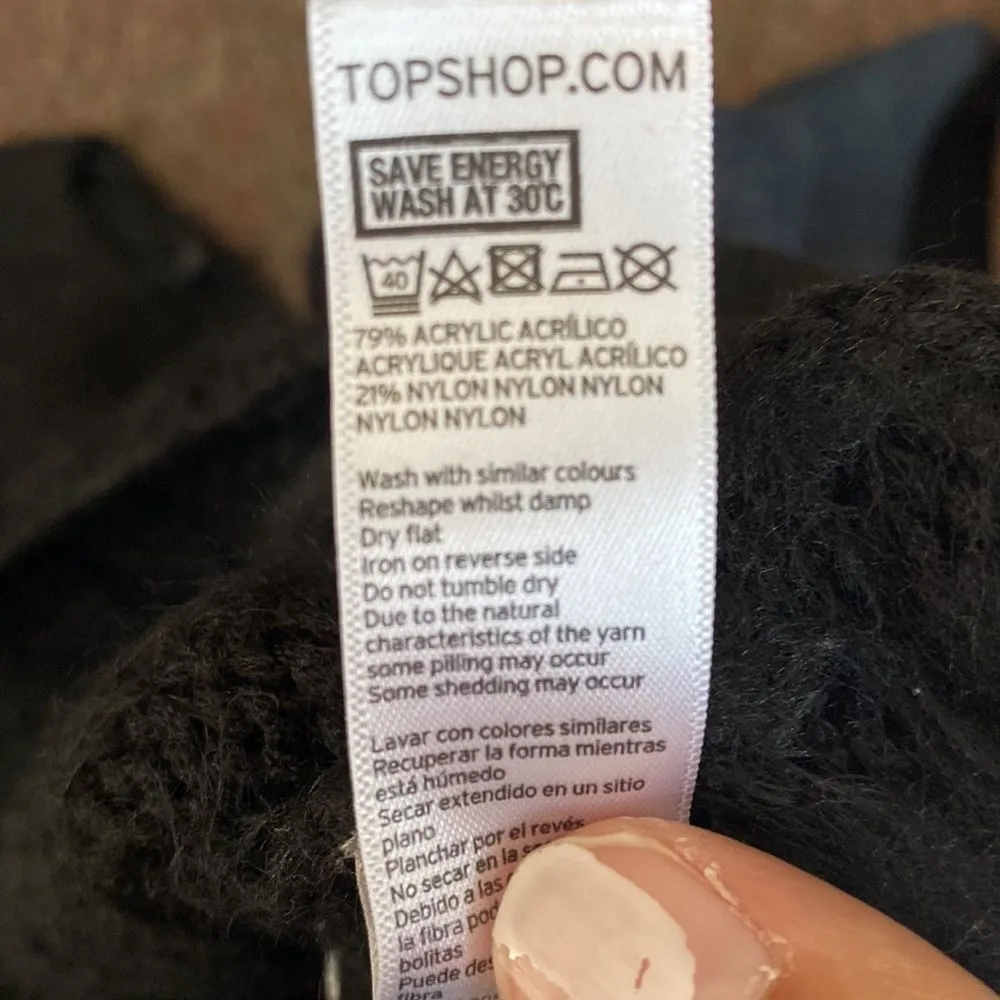 TOPSHOP.COM
SAVE ENERGY
WASH AT 30°C
40
79% ACRYLIC ACRÍLICO
ACRYLIQUE ACRYL ACRÍLICO
21% NYLON NYLON NYLON
NYLON NYLON
Wash with similar colours
Reshape whilst damp
Dry flat
Iron on reverse side
Do not tumble dry
Due to the natural
characteristics of the yarn
some pilling may occur
Some shedding may occur
Lavar con colores similares
Recuperar la forma mientras
está húmedo
Secar extendido en un sitio
plano
Planchar por el revés
No secar en la
Debido a las
la fibra
bolitas
Puede
fibra